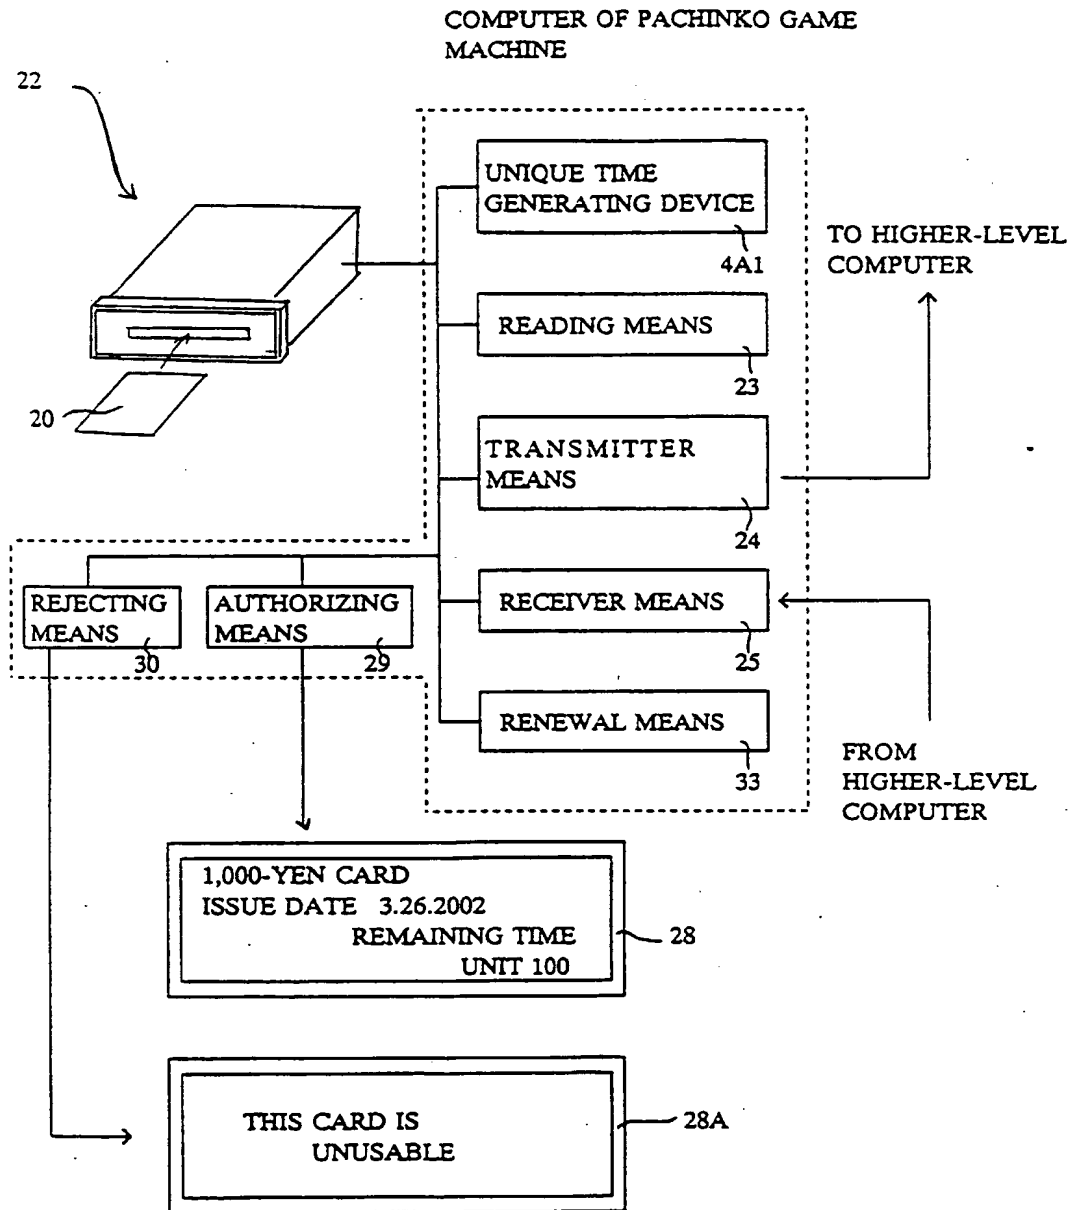 COMPUTER OF PACHINKO GAME
MACHINE
22
UNIQUE TIME
GENERATING DEVICE
4A1
TO HIGHER-LEVEL
COMPUTER
READING MEANS
23
20
TRANSMITTER
MEANS
24
REJECTING
MEANS
30
AUTHORIZING
MEANS
29
RECEIVER MEANS
25
RENEWAL MEANS
33
FROM
HIGHER-LEVEL
COMPUTER
1,000-YEN CARD
ISSUE DATE 3.26.2002
REMAINING TIME
UNIT 100
28
THIS CARD IS
UNUSABLE
28A